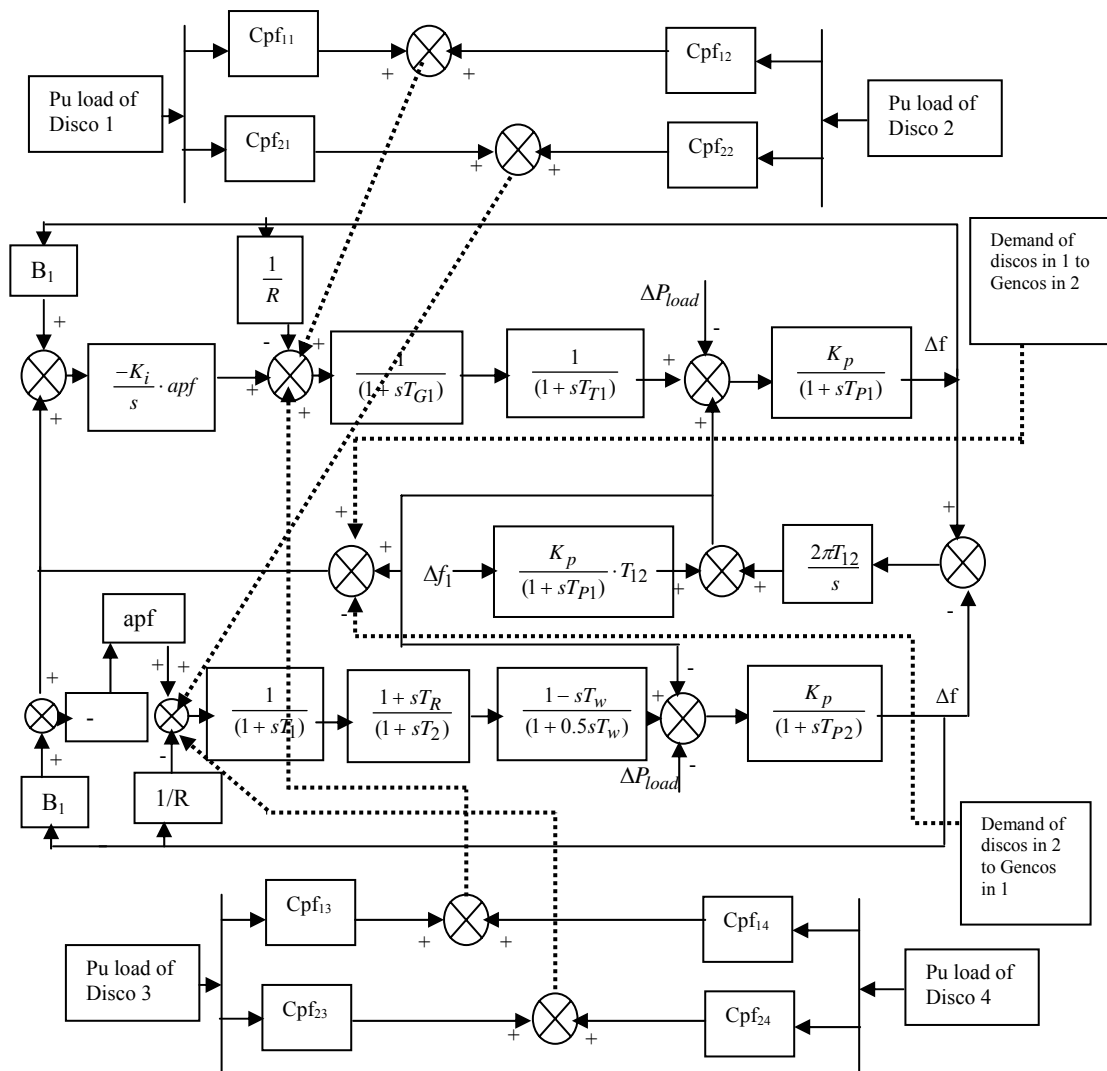 Cpf11
Cpf12
Pu load of
Disco 1
+
+
Pu load of
Disco 2
Cpf21
Cpf22
+
+
B1
1
R
Demand of
discos in 1 to
Gencos in 2
ΔPload
-
+
-Ki
s
· apf
+
+
-
+
+
1
(1 + sTG1)
1
(1 + sTT1)
+
+
Kp
(1 + sTP1)
Δf
+
+
+
-
Δf1
Kp
(1 + sTP1)
· T12
+
+
2πT12
s
+
-
apf
+
+
-
+
+
-
1
(1 + sT1)
1 + sTR
(1 + sT2)
1 - sTw
(1 + 0.5sTw)
+
-
-
ΔPload
Kp
(1 + sTP2)
Δf
B1
1/R
Demand of
discos in 2
to Gencos
in 1
Cpf13
Cpf14
+
+
Pu load of
Disco 3
Pu load of
Disco 4
Cpf23
Cpf24
+
+